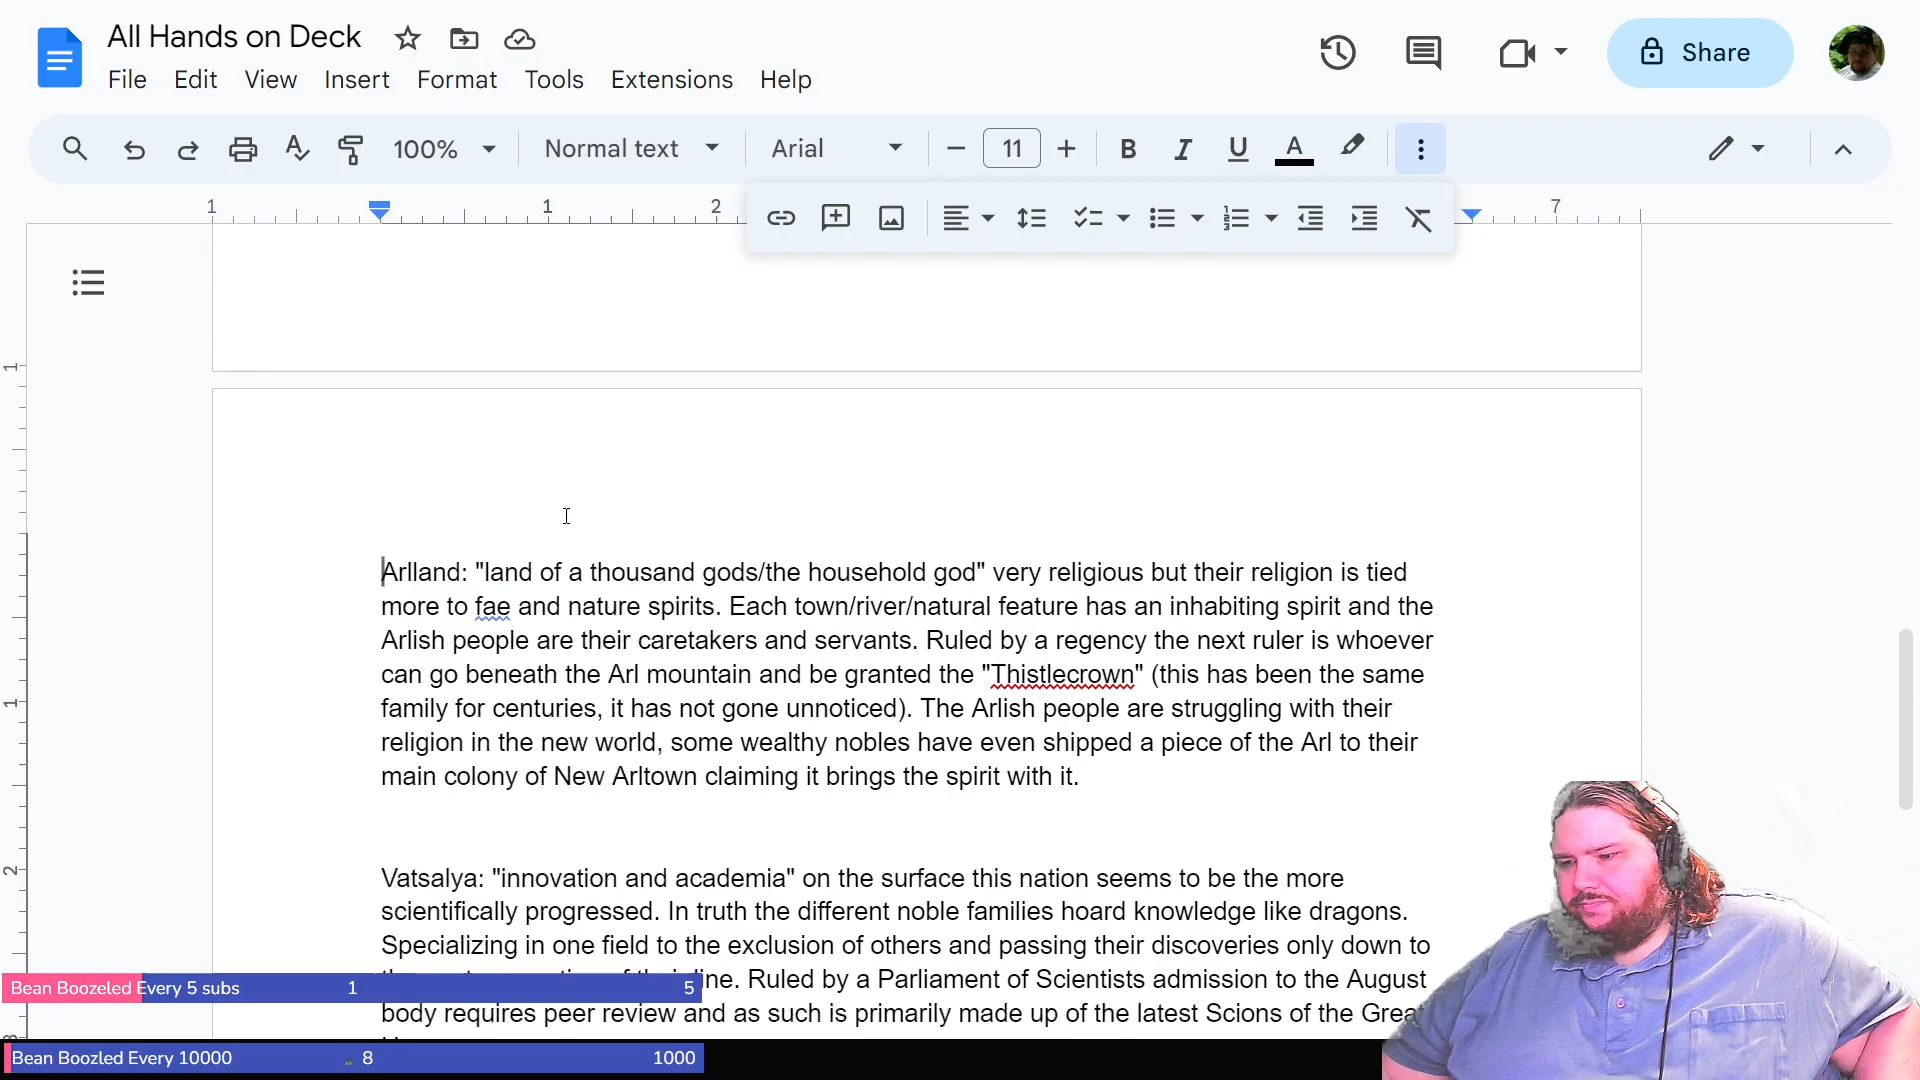 All Hands on Deck
File Edit View Insert Format Tools Extensions Help
Share
100% Normal text Arial 11 B I U A
1 1 2 7
Arlland: "land of a thousand gods/the household god" very religious but their religion is tied
more to fae and nature spirits. Each town/river/natural feature has an inhabiting spirit and the
Arlish people are their caretakers and servants. Ruled by a regency the next ruler is whoever
can go beneath the Arl mountain and be granted the "Thistlecrown" (this has been the same
family for centuries, it has not gone unnoticed). The Arlish people are struggling with their
religion in the new world, some wealthy nobles have even shipped a piece of the Arl to their
main colony of New Arltown claiming it brings the spirit with it.
Vatsalya: "innovation and academia" on the surface this nation seems to be the more
scientifically progressed. In truth the different noble families hoard knowledge like dragons.
Specializing in one field to the exclusion of others and passing their discoveries only down to
line. Ruled by a Parliament of Scientists admission to the August
body requires peer review and as such is primarily made up of the latest Scions of the Great
Bean Boozeled Every 5 subs 1 5
Bean Boozled Every 10000 8 1000
1
1
2